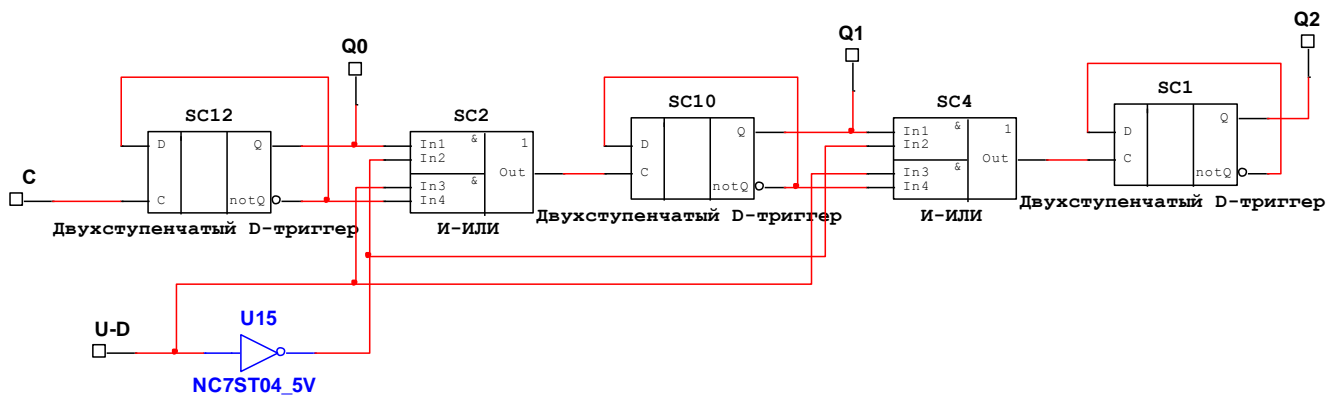 Q0
Q1
Q2
SC12
SC2
SC10
SC4
SC1
D
Q
C
notQ
In1
In2
In3
In4
&
&
1
Out
D
Q
C
notQ
In1
In2
In3
In4
&
&
1
Out
D
Q
C
notQ
C
Двухступенчатый D-триггер
И-ИЛИ
Двухступенчатый D-триггер
И-ИЛИ
Двухступенчатый D-триггер
U-D
U15
NC7ST04_5V